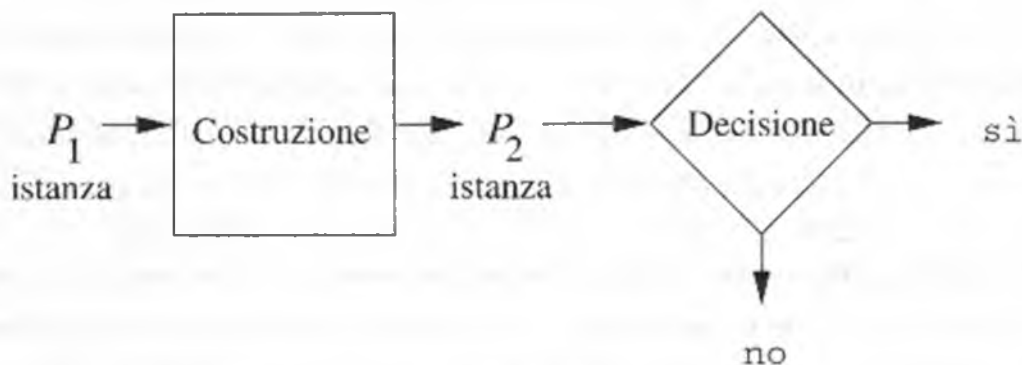 P1
istanza
Costruzione
P2
istanza
Decisione
sì
no